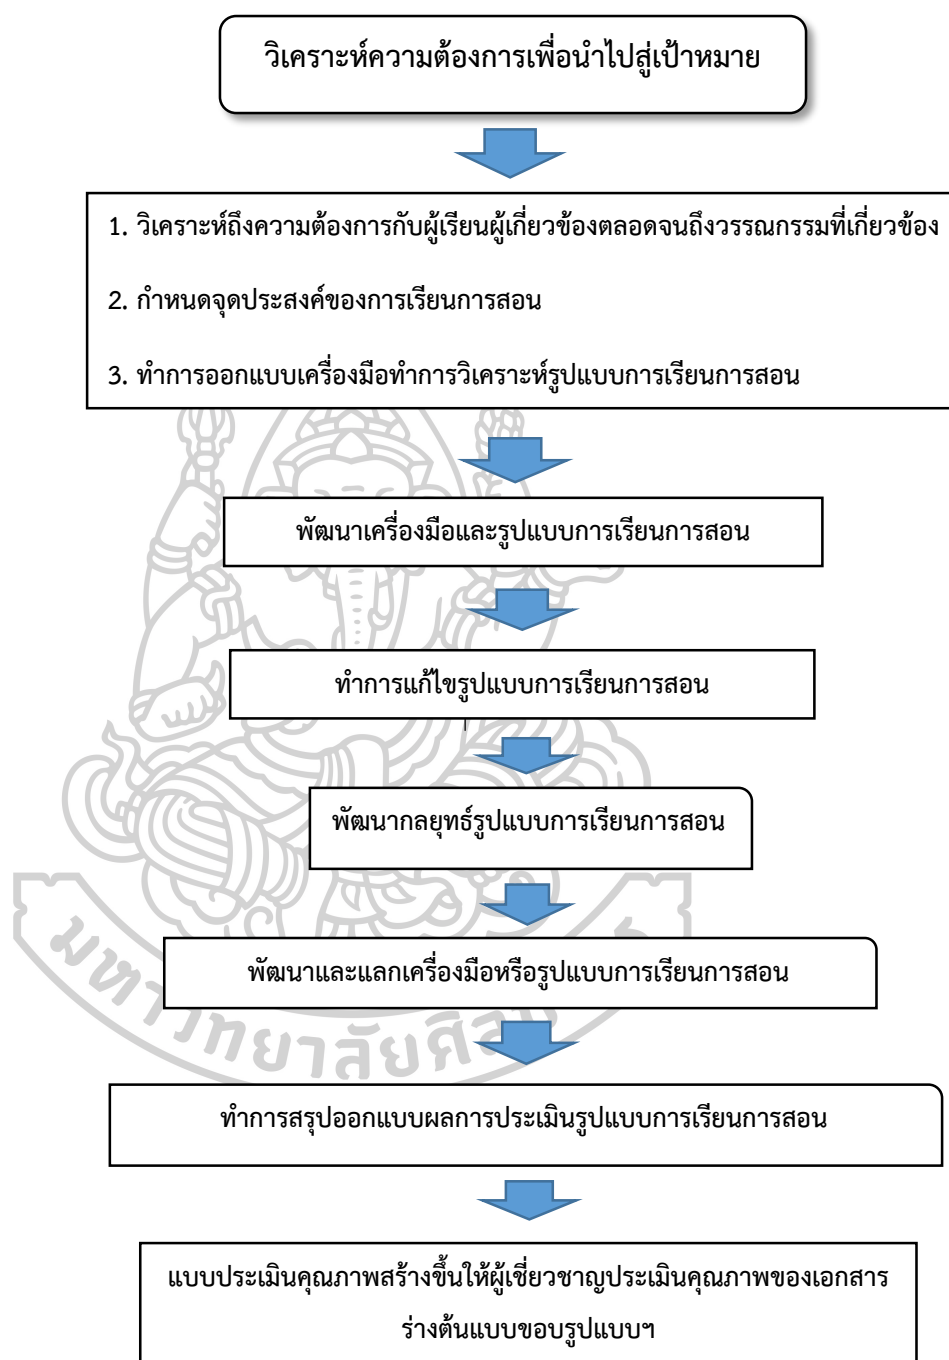 วิเคราะห์ความต้องการเพื่อนำไปสู่เป้าหมาย
1. วิเคราะห์ถึงความต้องการกับผู้เรียนผู้เกี่ยวข้องตลอดจนถึงวรรณกรรมที่เกี่ยวข้อง
2. กำหนดจุดประสงค์ของการเรียนการสอน
3. ทำการออกแบบเครื่องมือทำการวิเคราะห์รูปแบบการเรียนการสอน
พัฒนาเครื่องมือและรูปแบบการเรียนการสอน
ทำการแก้ไขรูปแบบการเรียนการสอน
พัฒนากลยุทธ์รูปแบบการเรียนการสอน
พัฒนาและแลกเครื่องมือหรือรูปแบบการเรียนการสอน
มหาวิทยาลัยศิลป
ทำการสรุปออกแบบผลการประเมินรูปแบบการเรียนการสอน
แบบประเมินคุณภาพสร้างขึ้นให้ผู้เชี่ยวชาญประเมินคุณภาพของเอกสาร
ร่างต้นแบบขอบรูปแบบฯ